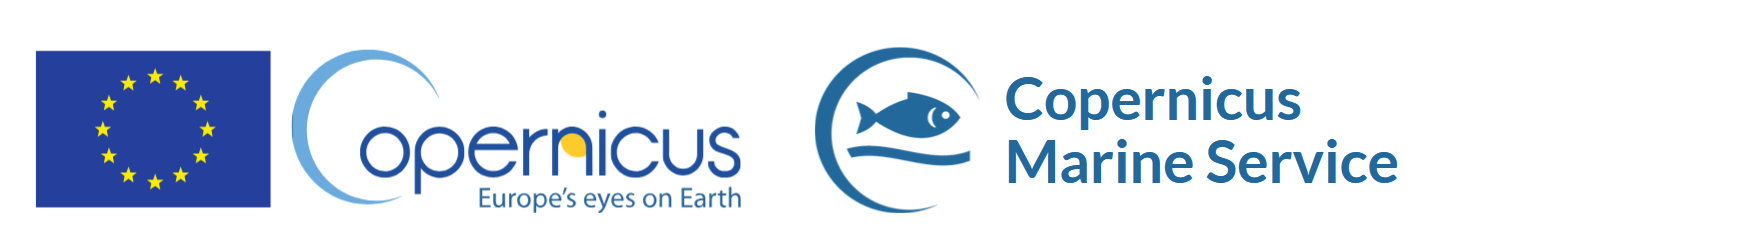 Copernicus
Europe's eyes on Earth
Copernicus
Marine Service